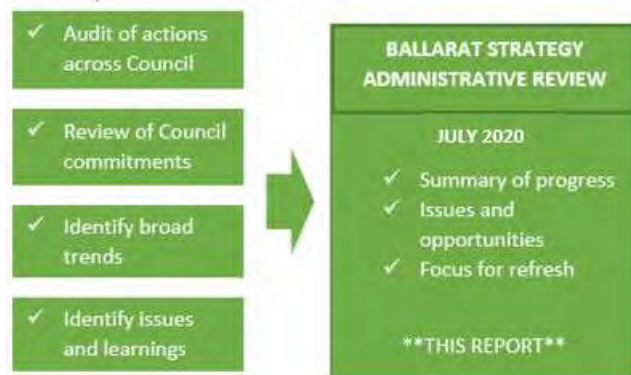 ✓ Audit of actions
across Council
✓ Review of Council
commitments
✓ Identify broad
trends
✓ Identify issues
and learnings
BALLARAT STRATEGY
ADMINISTRATIVE REVIEW
JULY 2020
✓ Summary of progress
✓ Issues and
opportunities
✓ Focus for refresh
**THIS REPORT**